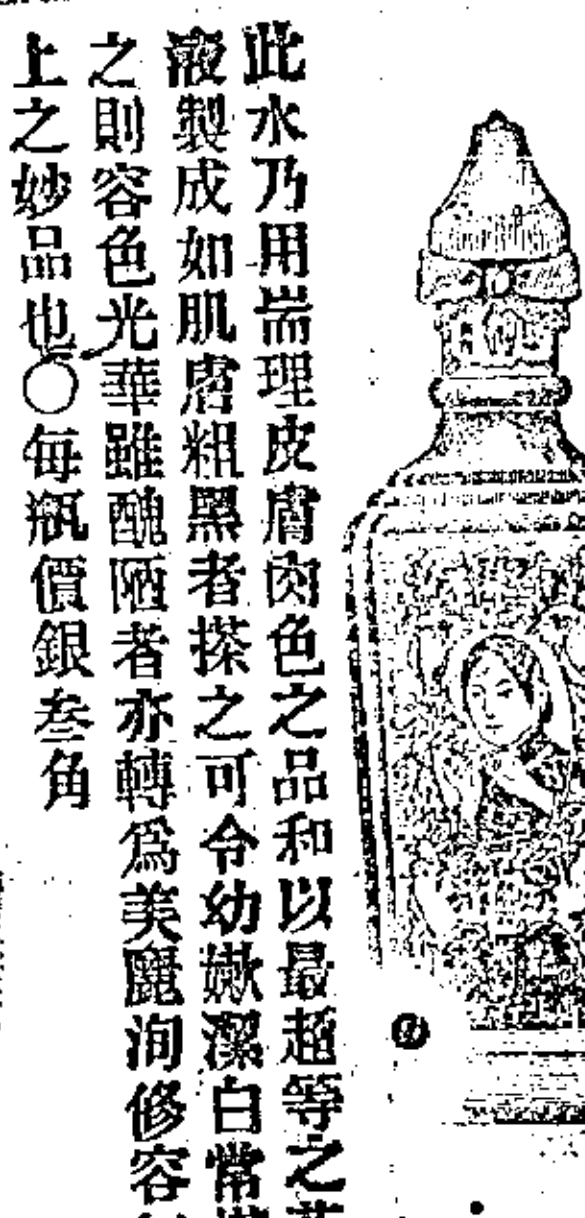 此水乃用耑理皮膚肉色之品和以最超等之
液製成如肌膚粗黑者搽之可令幼嫩潔白常
之則容色光華雖醜陋者亦轉爲美麗洵修容
上之妙品也○每瓶價銀叁角